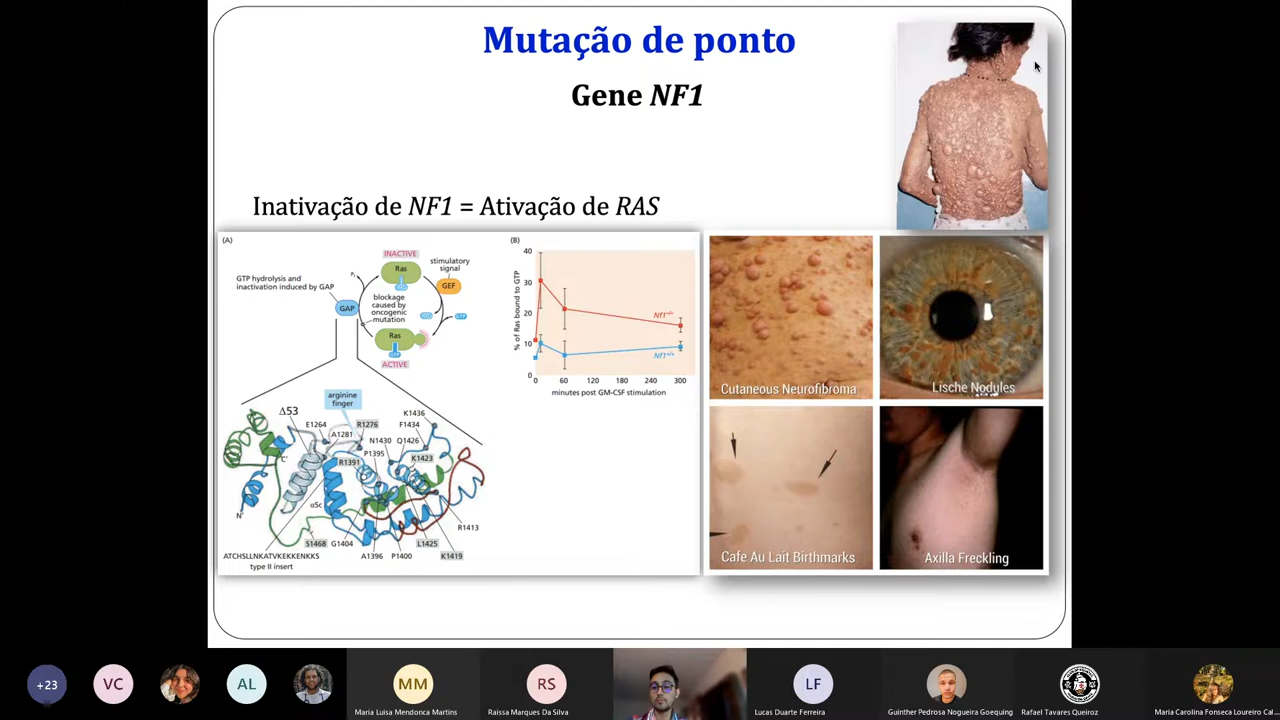 Mutação de ponto
Gene NF1
Inativação de NF1 = Ativação de RAS
(A)
INACTIVE
Ras
stimulatory
signal
GEF
GTP hydrolysis and
inactivation induced by GAP
Pi
GAP
blockage
caused by
oncogenic
mutation
Ras
ACTIVE
arginine
finger
Δ53
E1264
A1281
R1276
K1436
F1434
N1430
Q1426
P1395
R1391
K1423
C'
N'
α5c
R1413
S1468
G1404
L1425
A1396
P1400
K1419
ATCHSLLNKATVKEKKENKKS
type II insert
(B)
% of Ras bound to GTP
40
30
20
10
0
Nf1−/−
Nf1+/+
0 60 120 180 240 300
minutes post GM-CSF stimulation
Cutaneous Neurofibroma
Lische Nodules
Cafe Au Lait Birthmarks
Axilla Freckling
+23
VC
AL
MM
RS
LF
Maria Luisa Mendonca Martins
Raissa Marques Da Silva
Lucas Duarte Ferreira
Guinther Pedrosa Nogueira Goequing
Rafael Tavares Queiroz
Maria Carolina Fonseca Loureiro Cal...